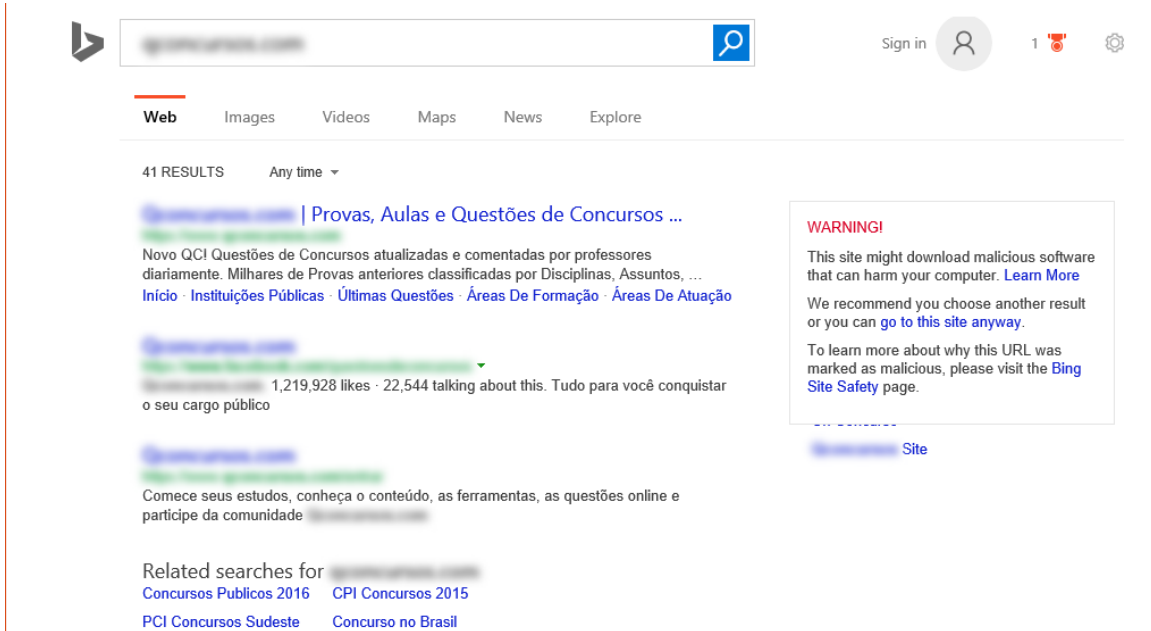 Sign in
1
Web Images Videos Maps News Explore
41 RESULTS Any time
| Provas, Aulas e Questões de Concursos ...
Novo QC! Questões de Concursos atualizadas e comentadas por professores
diariamente. Milhares de Provas anteriores classificadas por Disciplinas, Assuntos, ...
Início · Instituições Públicas · Últimas Questões · Áreas De Formação · Áreas De Atuação
1,219,928 likes · 22,544 talking about this. Tudo para você conquistar
o seu cargo público
Comece seus estudos, conheça o conteúdo, as ferramentas, as questões online e
participe da comunidade
Related searches for
Concursos Publicos 2016 CPI Concursos 2015
PCI Concursos Sudeste Concurso no Brasil
WARNING!
This site might download malicious software
that can harm your computer. Learn More
We recommend you choose another result
or you can go to this site anyway.
To learn more about why this URL was
marked as malicious, please visit the Bing
Site Safety page.
Site